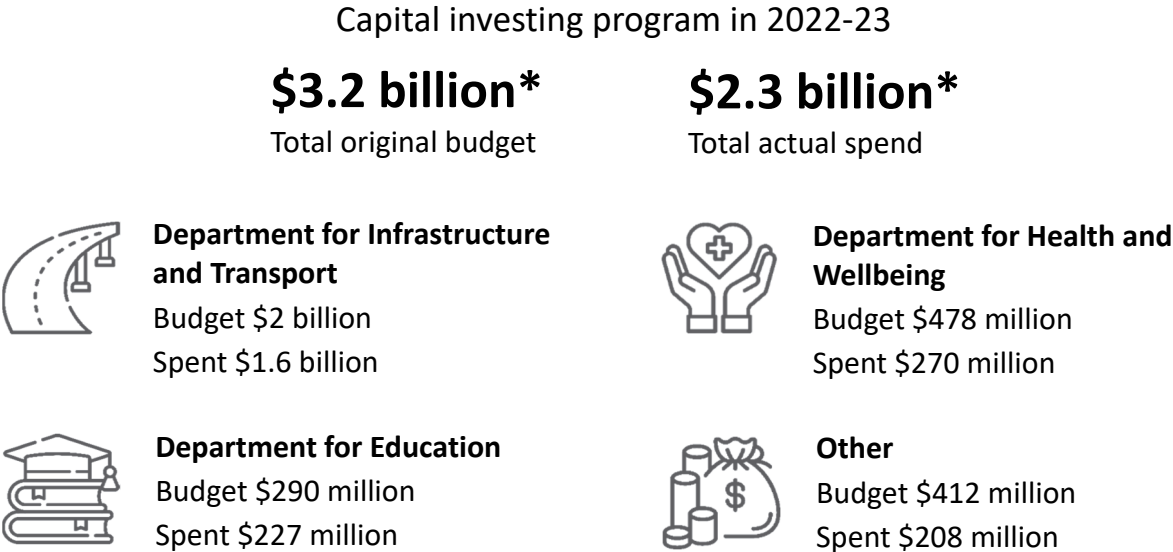 Capital investing program in 2022-23
$3.2 billion*
Total original budget
$2.3 billion*
Total actual spend
Department for Infrastructure
and Transport
Budget $2 billion
Spent $1.6 billion
Department for Health and
Wellbeing
Budget $478 million
Spent $270 million
Department for Education
Budget $290 million
Spent $227 million
$
Other
Budget $412 million
Spent $208 million